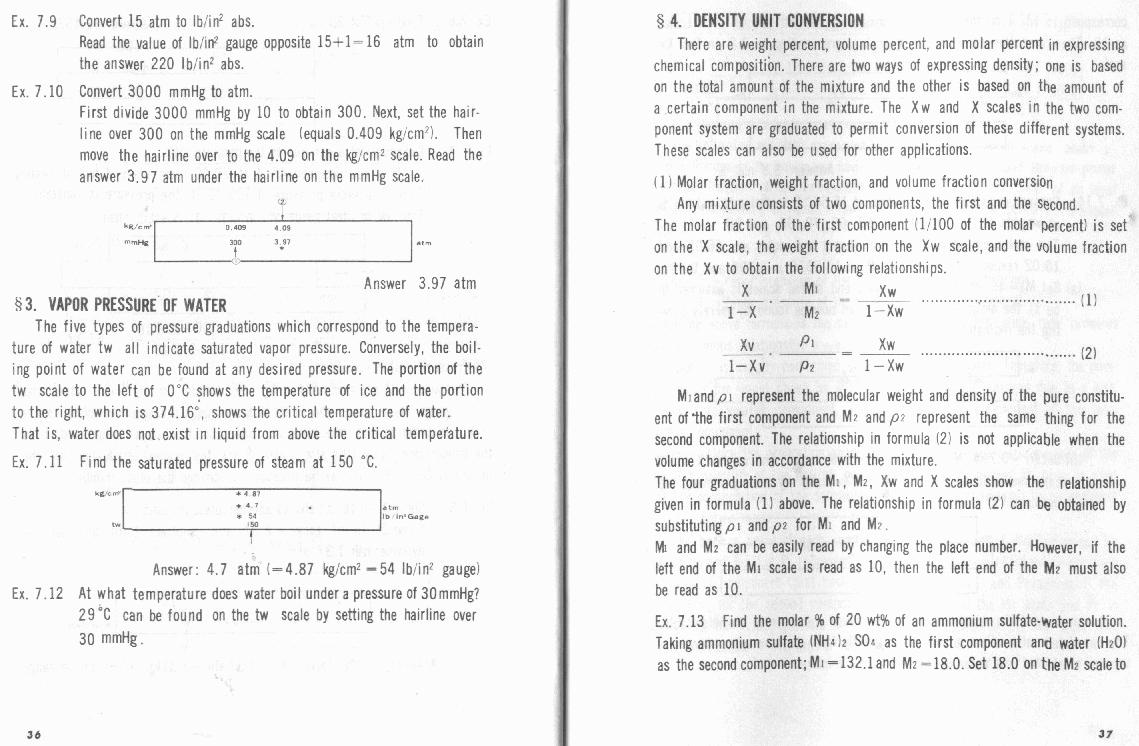 Ex. 7.9 Convert 15 atm to lb/in² abs.
Read the value of lb/in² gauge opposite 15+1=16 atm to obtain
the answer 220 lb/in² abs.
Ex. 7.10 Convert 3000 mmHg to atm.
First divide 3000 mmHg by 10 to obtain 300. Next, set the hair-
line over 300 on the mmHg scale (equals 0.409 kg/cm²). Then
move the hairline over to the 4.09 on the kg/cm² scale. Read the
answer 3.97 atm under the hairline on the mmHg scale.
②
kg/cm² 0.409 4.09
mmHg 300 3.97 atm
*
①
Answer 3.97 atm
§3. VAPOR PRESSURE OF WATER
The five types of pressure graduations which correspond to the tempera-
ture of water tw all indicate saturated vapor pressure. Conversely, the boil-
ing point of water can be found at any desired pressure. The portion of the
tw scale to the left of 0°C shows the temperature of ice and the portion
to the right, which is 374.16°, shows the critical temperature of water.
That is, water does not exist in liquid from above the critical temperature.
Ex. 7.11 Find the saturated pressure of steam at 150 °C.
kg/cm² * 4.87
* 4.7 atm
* 54 lb/in²Gage
tw 150
Answer: 4.7 atm (=4.87 kg/cm² =54 lb/in² gauge)
Ex. 7.12 At what temperature does water boil under a pressure of 30mmHg?
29°C can be found on the tw scale by setting the hairline over
30 mmHg.
36
§ 4. DENSITY UNIT CONVERSION
There are weight percent, volume percent, and molar percent in expressing
chemical composition. There are two ways of expressing density; one is based
on the total amount of the mixture and the other is based on the amount of
a certain component in the mixture. The Xw and X scales in the two com-
ponent system are graduated to permit conversion of these different systems.
These scales can also be used for other applications.
(1) Molar fraction, weight fraction, and volume fraction conversion
Any mixture consists of two components, the first and the second.
The molar fraction of the first component (1/100 of the molar percent) is set
on the X scale, the weight fraction on the Xw scale, and the volume fraction
on the Xv to obtain the following relationships.
X/(1−X) · M₁/M₂ = Xw/(1−Xw) ................................ (1)
Xv/(1−Xv) · ρ₁/ρ₂ = Xw/(1−Xw) ................................ (2)
M₁ and ρ₁ represent the molecular weight and density of the pure constitu-
ent of the first component and M₂ and ρ₂ represent the same thing for the
second component. The relationship in formula (2) is not applicable when the
volume changes in accordance with the mixture.
The four graduations on the M₁, M₂, Xw and X scales show the relationship
given in formula (1) above. The relationship in formula (2) can be obtained by
substituting ρ₁ and ρ₂ for M₁ and M₂.
M₁ and M₂ can be easily read by changing the place number. However, if the
left end of the M₁ scale is read as 10, then the left end of the M₂ must also
be read as 10.
Ex. 7.13 Find the molar % of 20 wt% of an ammonium sulfate-water solution.
Taking ammonium sulfate (NH₄)₂ SO₄ as the first component and water (H₂O)
as the second component; M₁=132.1 and M₂=18.0. Set 18.0 on the M₂ scale to
37